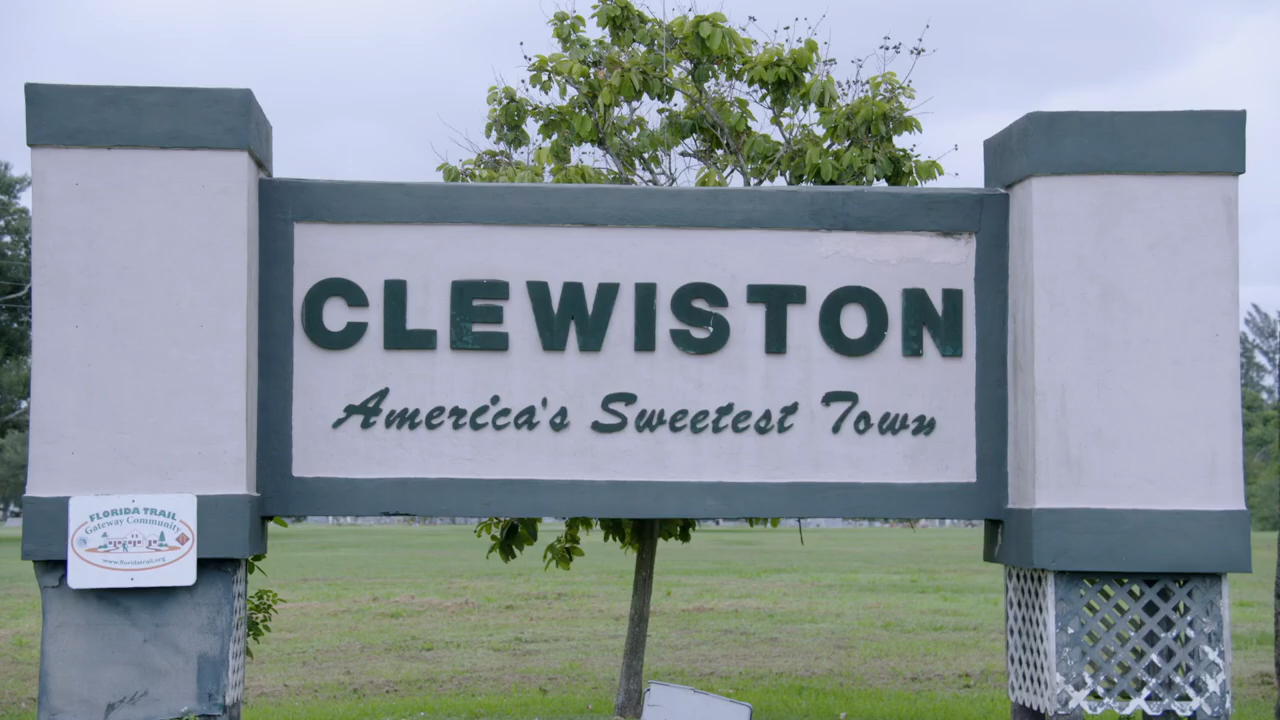 CLEWISTON
America's Sweetest Town
FLORIDA TRAIL
Gateway Community
www.floridatrail.org